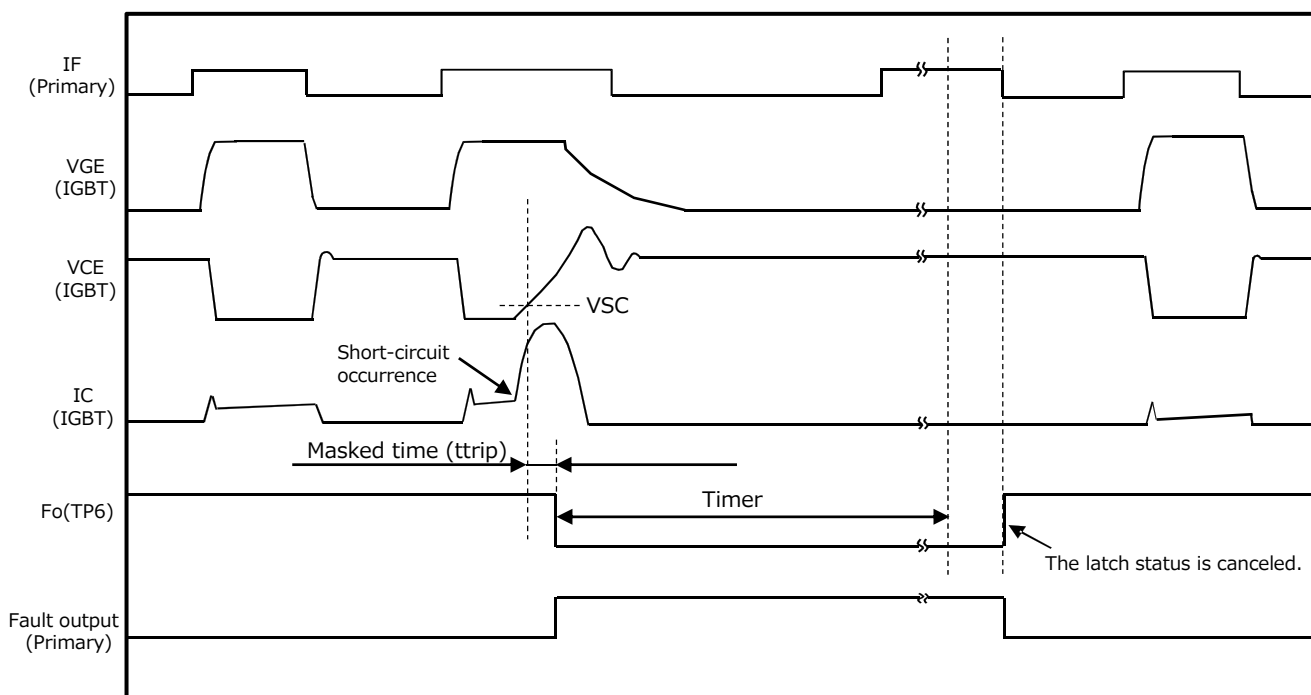 IF
(Primary)
VGE
(IGBT)
VCE
(IGBT)
VSC
Short-circuit
occurrence
IC
(IGBT)
Masked time (ttrip)
Fo(TP6)
Timer
The latch status is canceled.
Fault output
(Primary)